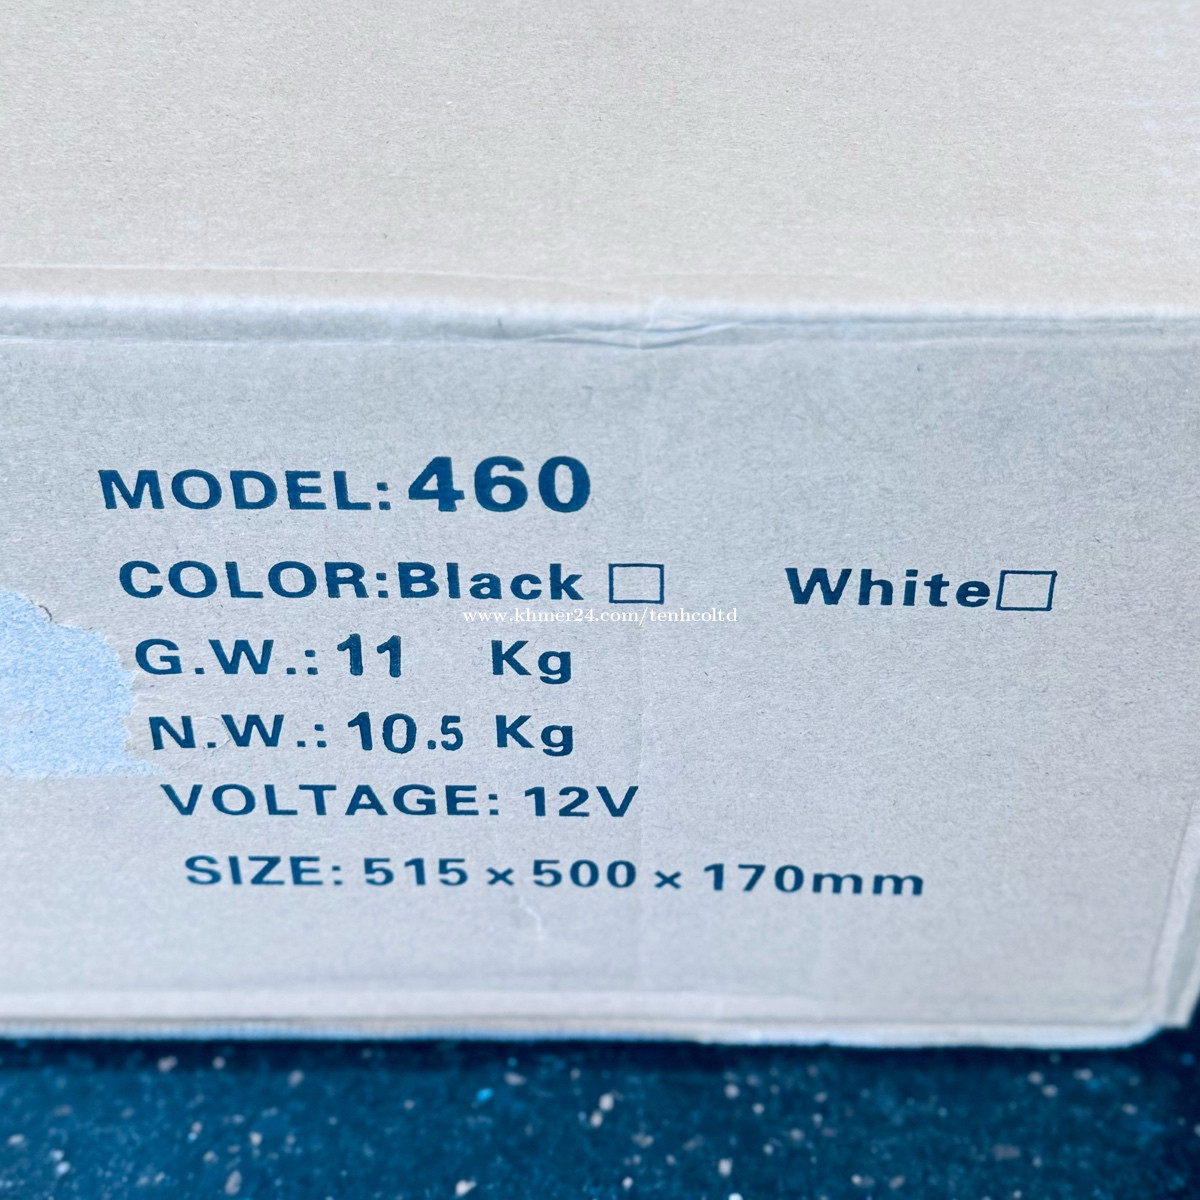 MODEL: 460
COLOR:Black □ White□
www.khmer24.com/tenhcoltd
G.W.: 11 Kg
N.W.: 10.5 Kg
VOLTAGE: 12V
SIZE: 515 × 500 × 170mm